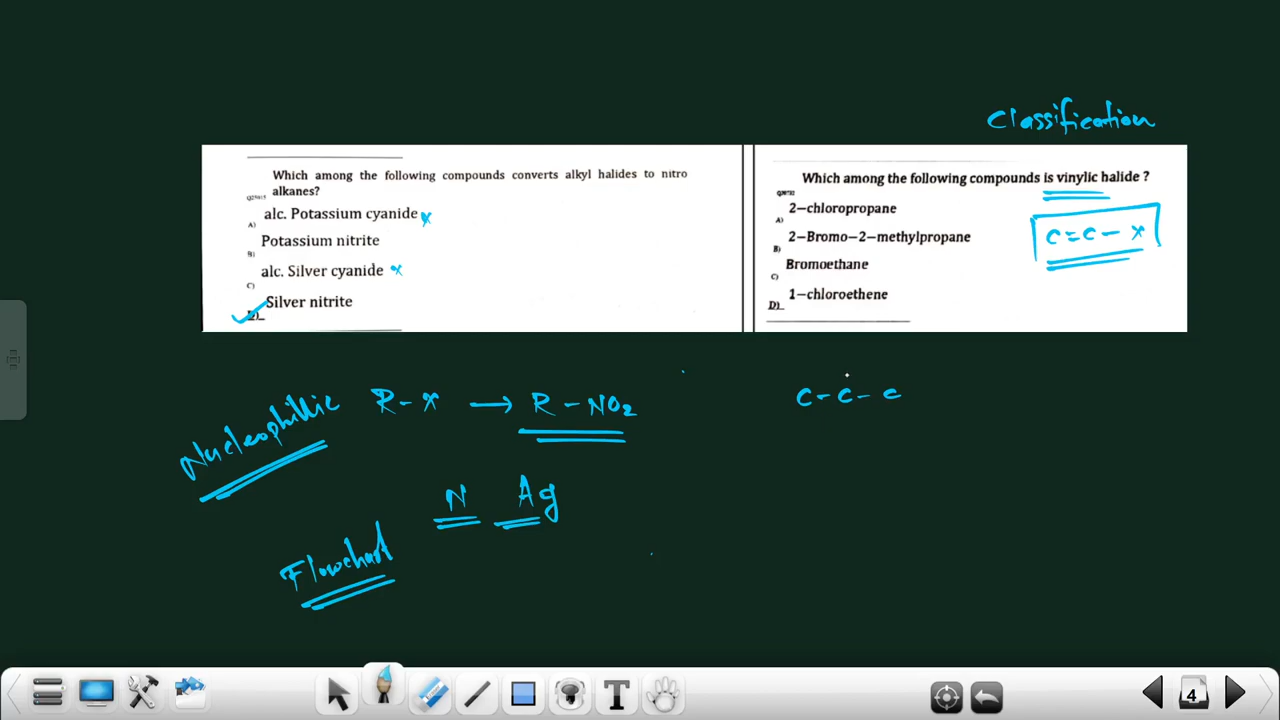 Classification
Which among the following compounds converts alkyl halides to nitro
alkanes?
alc. Potassium cyanide x
A)
Potassium nitrite
B)
alc. Silver cyanide x
C)
Silver nitrite
D)
Which among the following compounds is vinylic halide ?
2-chloropropane
A)
2-Bromo-2-methylpropane
B)
Bromoethane
C)
1-chloroethene
D)
C=C-X
Nucleophillic R-X → R-NO2
C-C-C
N Ag
Flowchart
4